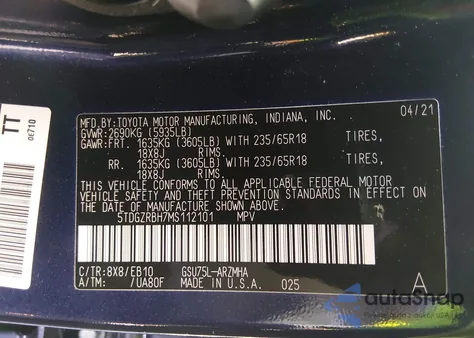 TT
0E710
MFD.BY:TOYOTA MOTOR MANUFACTURING, INDIANA, INC. 04/21
GVWR: 2690KG (5935LB)
GAWR:FRT. 1635KG (3605LB) WITH 235/65R18 TIRES,
18X8J RIMS.
RR. 1635KG (3605LB) WITH 235/65R18 TIRES,
18X8J RIMS.
THIS VEHICLE CONFORMS TO ALL APPLICABLE FEDERAL MOTOR
VEHICLE SAFETY AND THEFT PREVENTION STANDARDS IN EFFECT ON
THE DATE OF MANUFACTURE SHOWN ABOVE.
5TDGZRBH7MS112101 MPV
C/TR:8X8/EB10 GSU75L-ARZMHA
A/TM: /UA80F MADE IN U.S.A. 025 A
autoShap